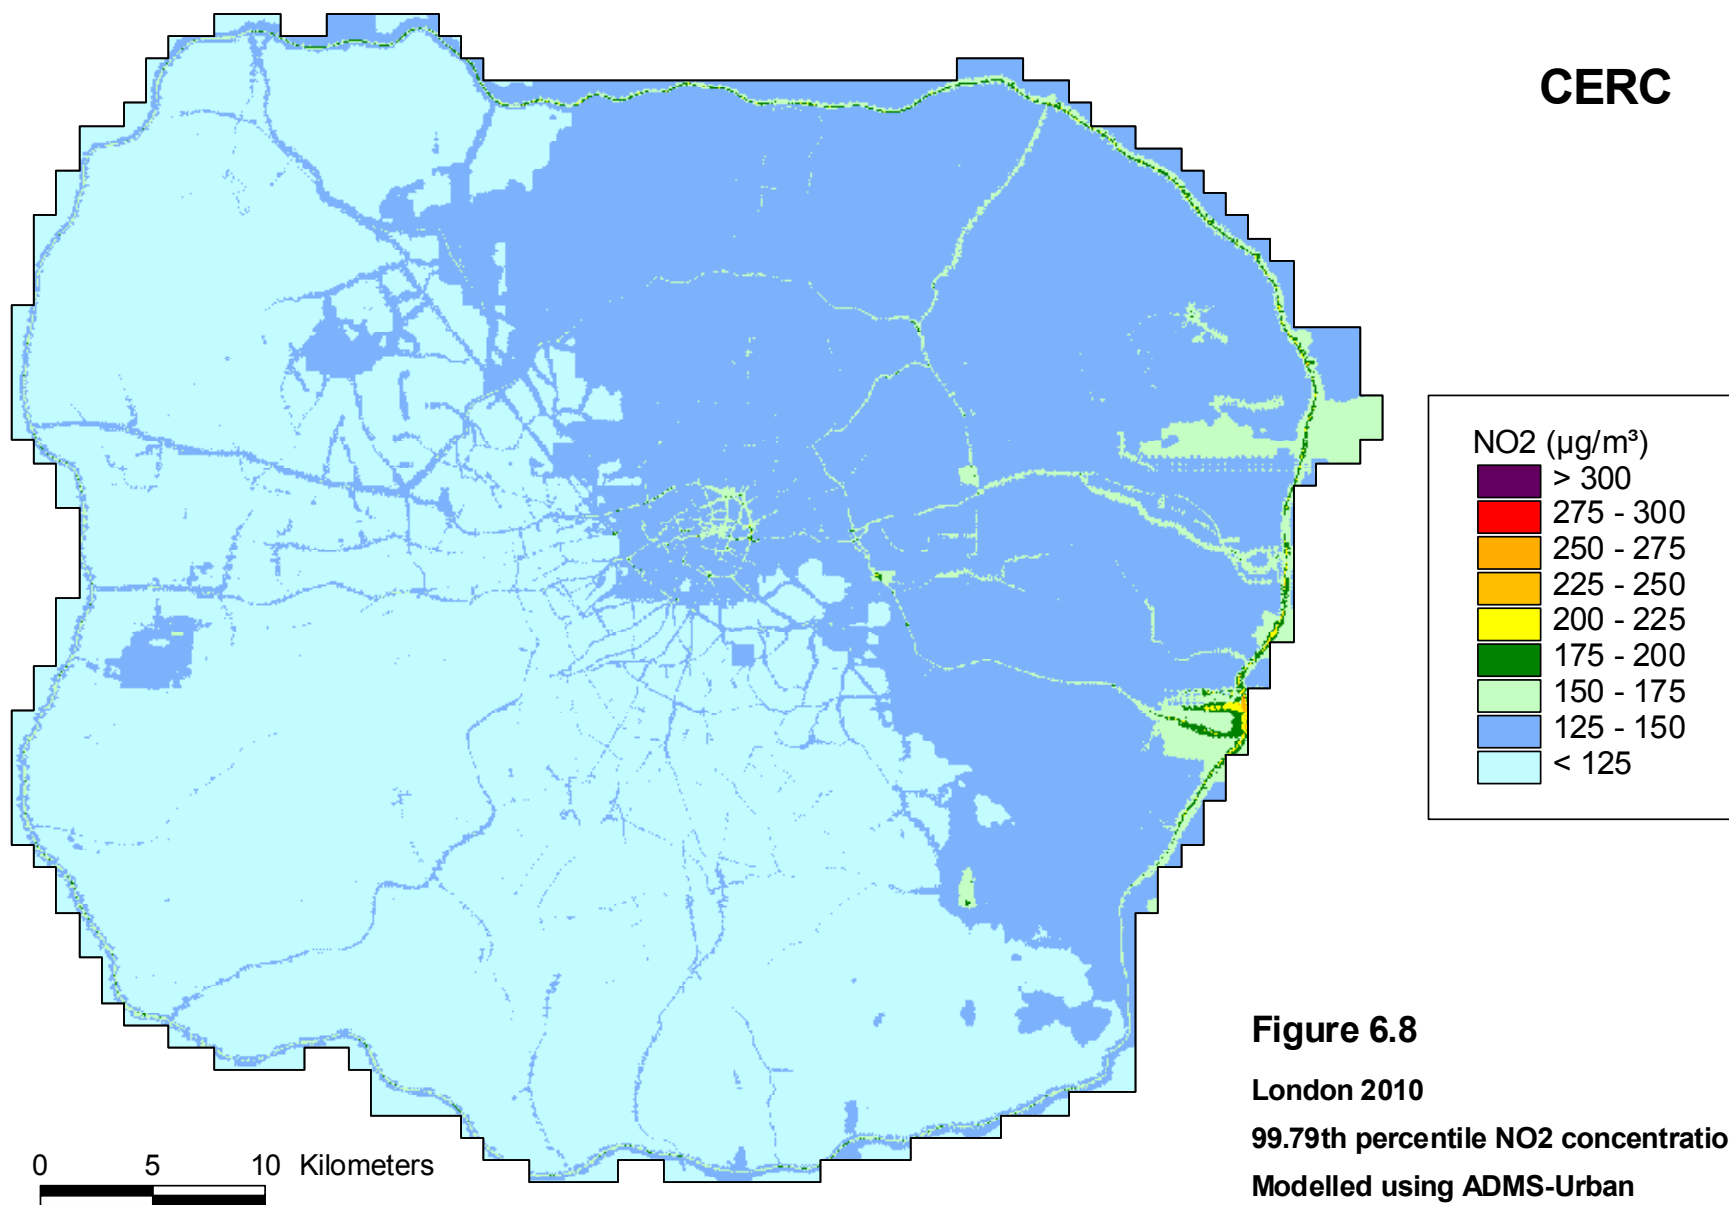 CERC
NO2 (µg/m³)
> 300
275 - 300
250 - 275
225 - 250
200 - 225
175 - 200
150 - 175
125 - 150
< 125
Figure 6.8
London 2010
99.79th percentile NO2 concentratio
Modelled using ADMS-Urban
0 5 10 Kilometers